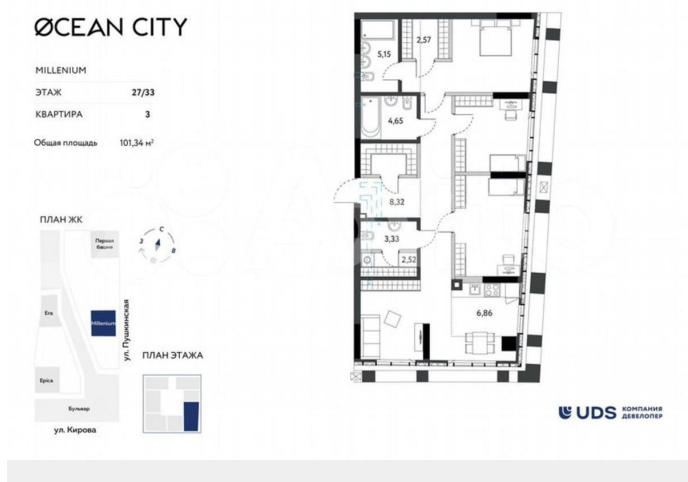 ØCEAN CITY
MILLENIUM
ЭТАЖ 27/33
КВАРТИРА 3
Общая площадь 101,34 м²
ПЛАН ЖК
Первая
башня
С
З
В
Era
Millenium
ул. Пушкинская
Epica
Бульвар
ул. Кирова
ПЛАН ЭТАЖА
5,15
2,57
4,65
8,32
3,33
2,52
6,86
UDS КОМПАНИЯ
ДЕВЕЛОПЕР